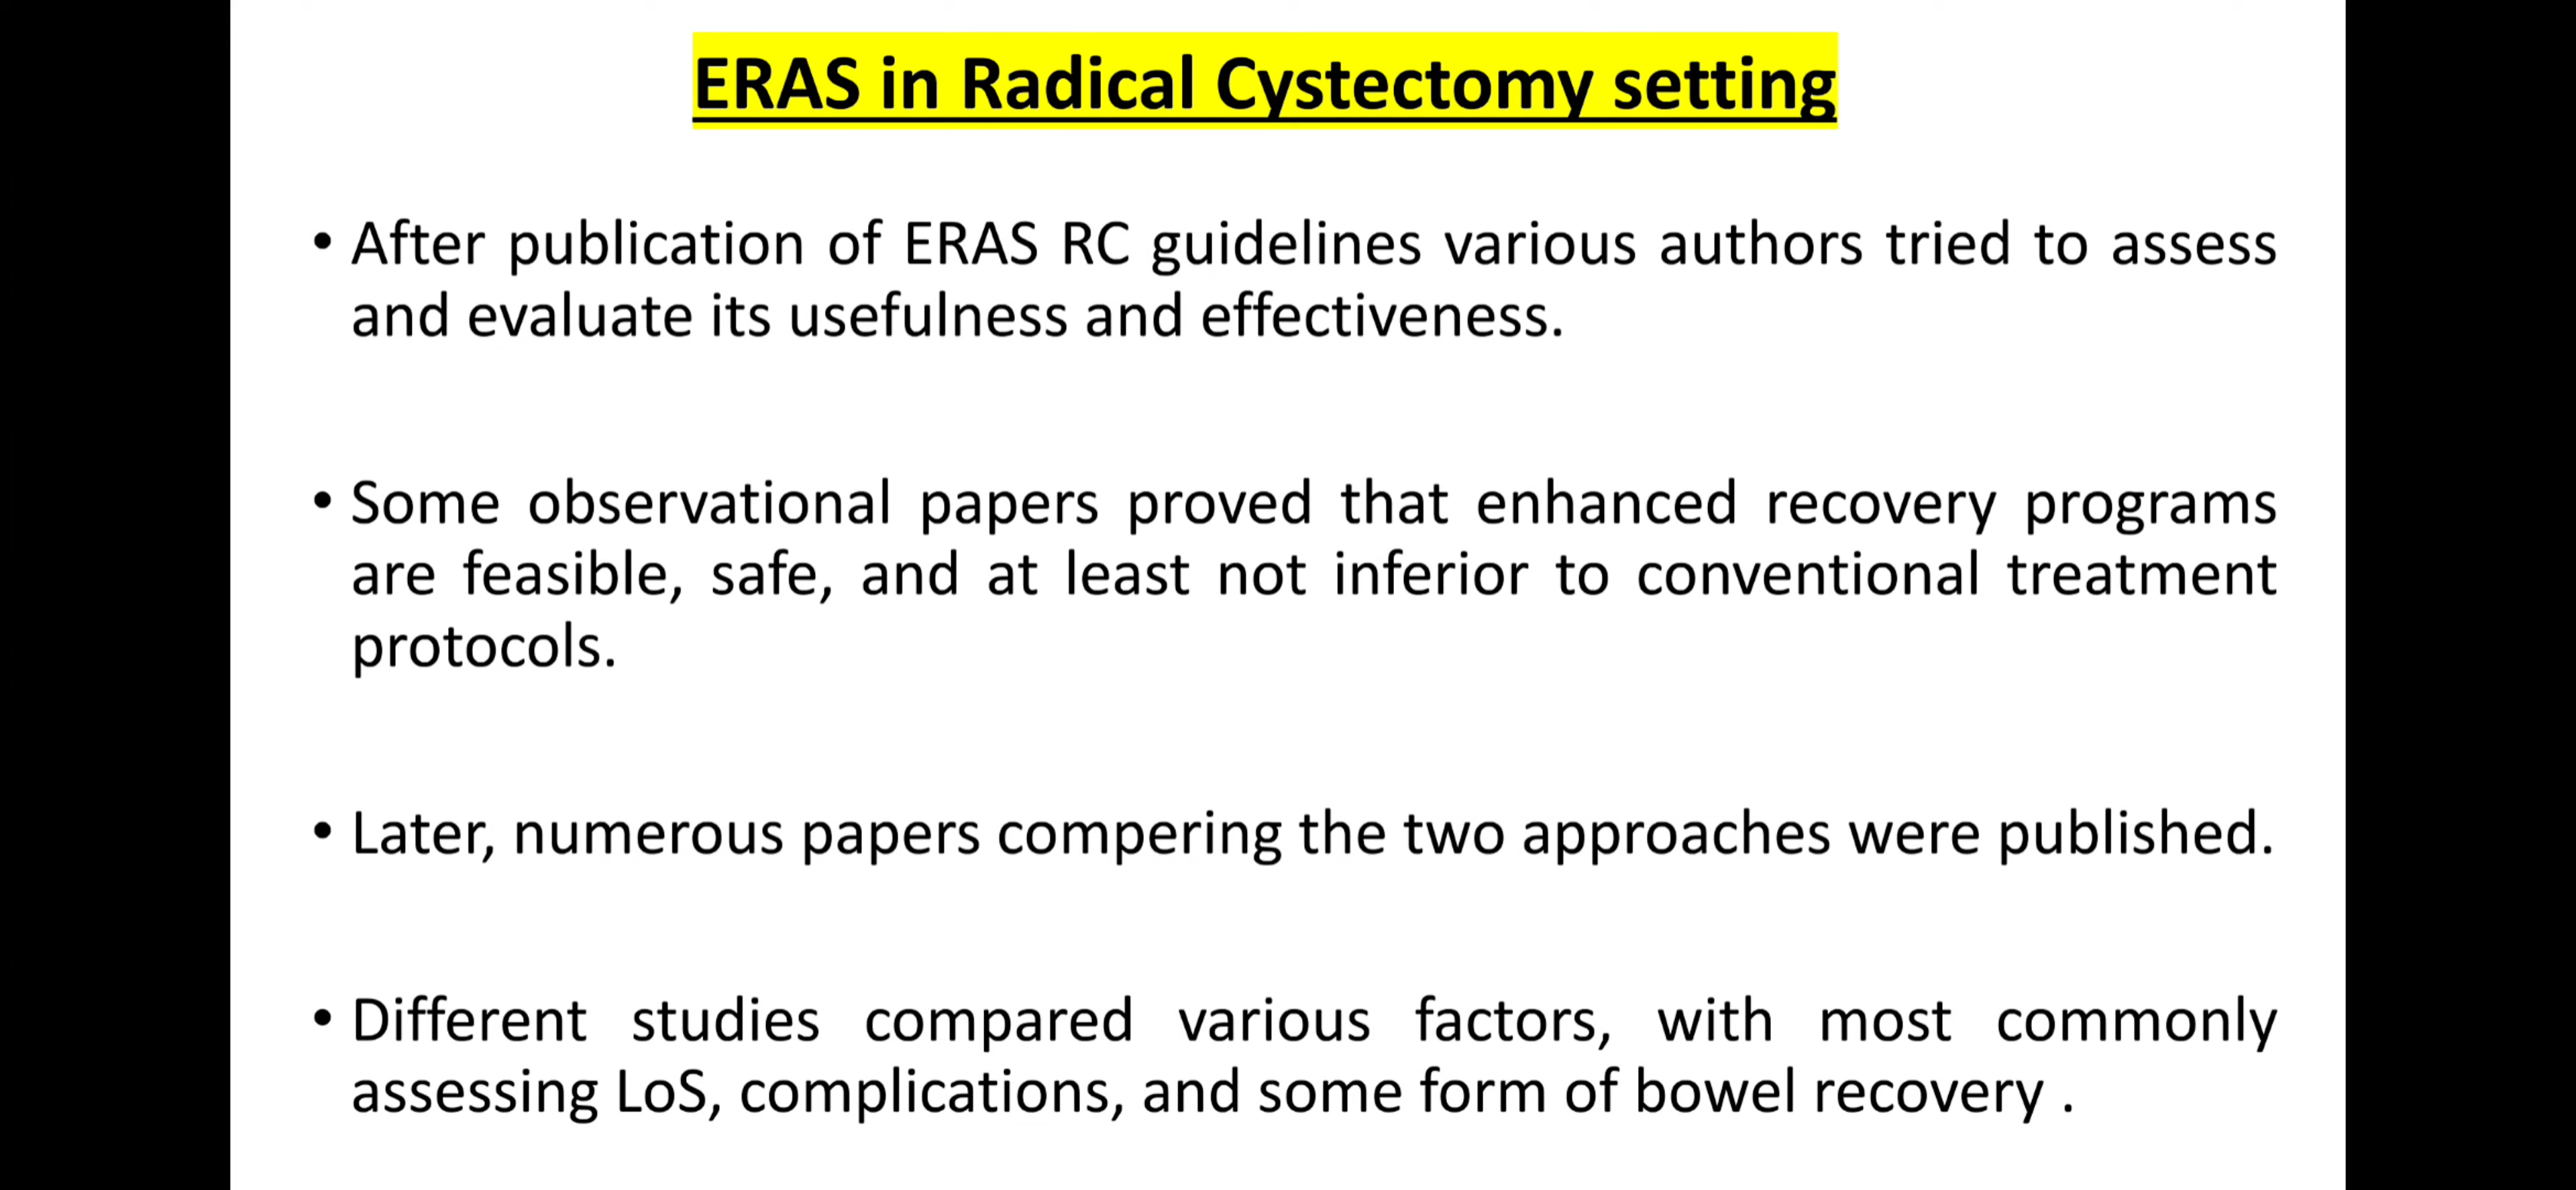 ERAS in Radical Cystectomy setting
• After publication of ERAS RC guidelines various authors tried to assess
and evaluate its usefulness and effectiveness.
• Some observational papers proved that enhanced recovery programs
are feasible, safe, and at least not inferior to conventional treatment
protocols.
• Later, numerous papers compering the two approaches were published.
• Different studies compared various factors, with most commonly
assessing LoS, complications, and some form of bowel recovery .